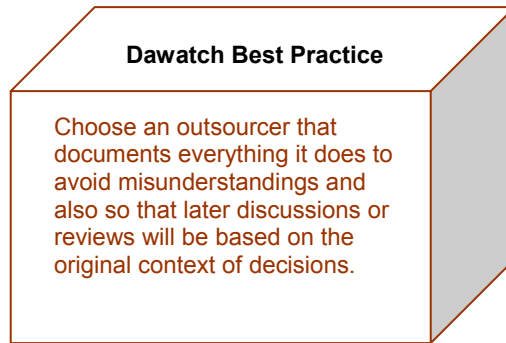 Dawatch Best Practice
Choose an outsourcer that
documents everything it does to
avoid misunderstandings and
also so that later discussions or
reviews will be based on the
original context of decisions.